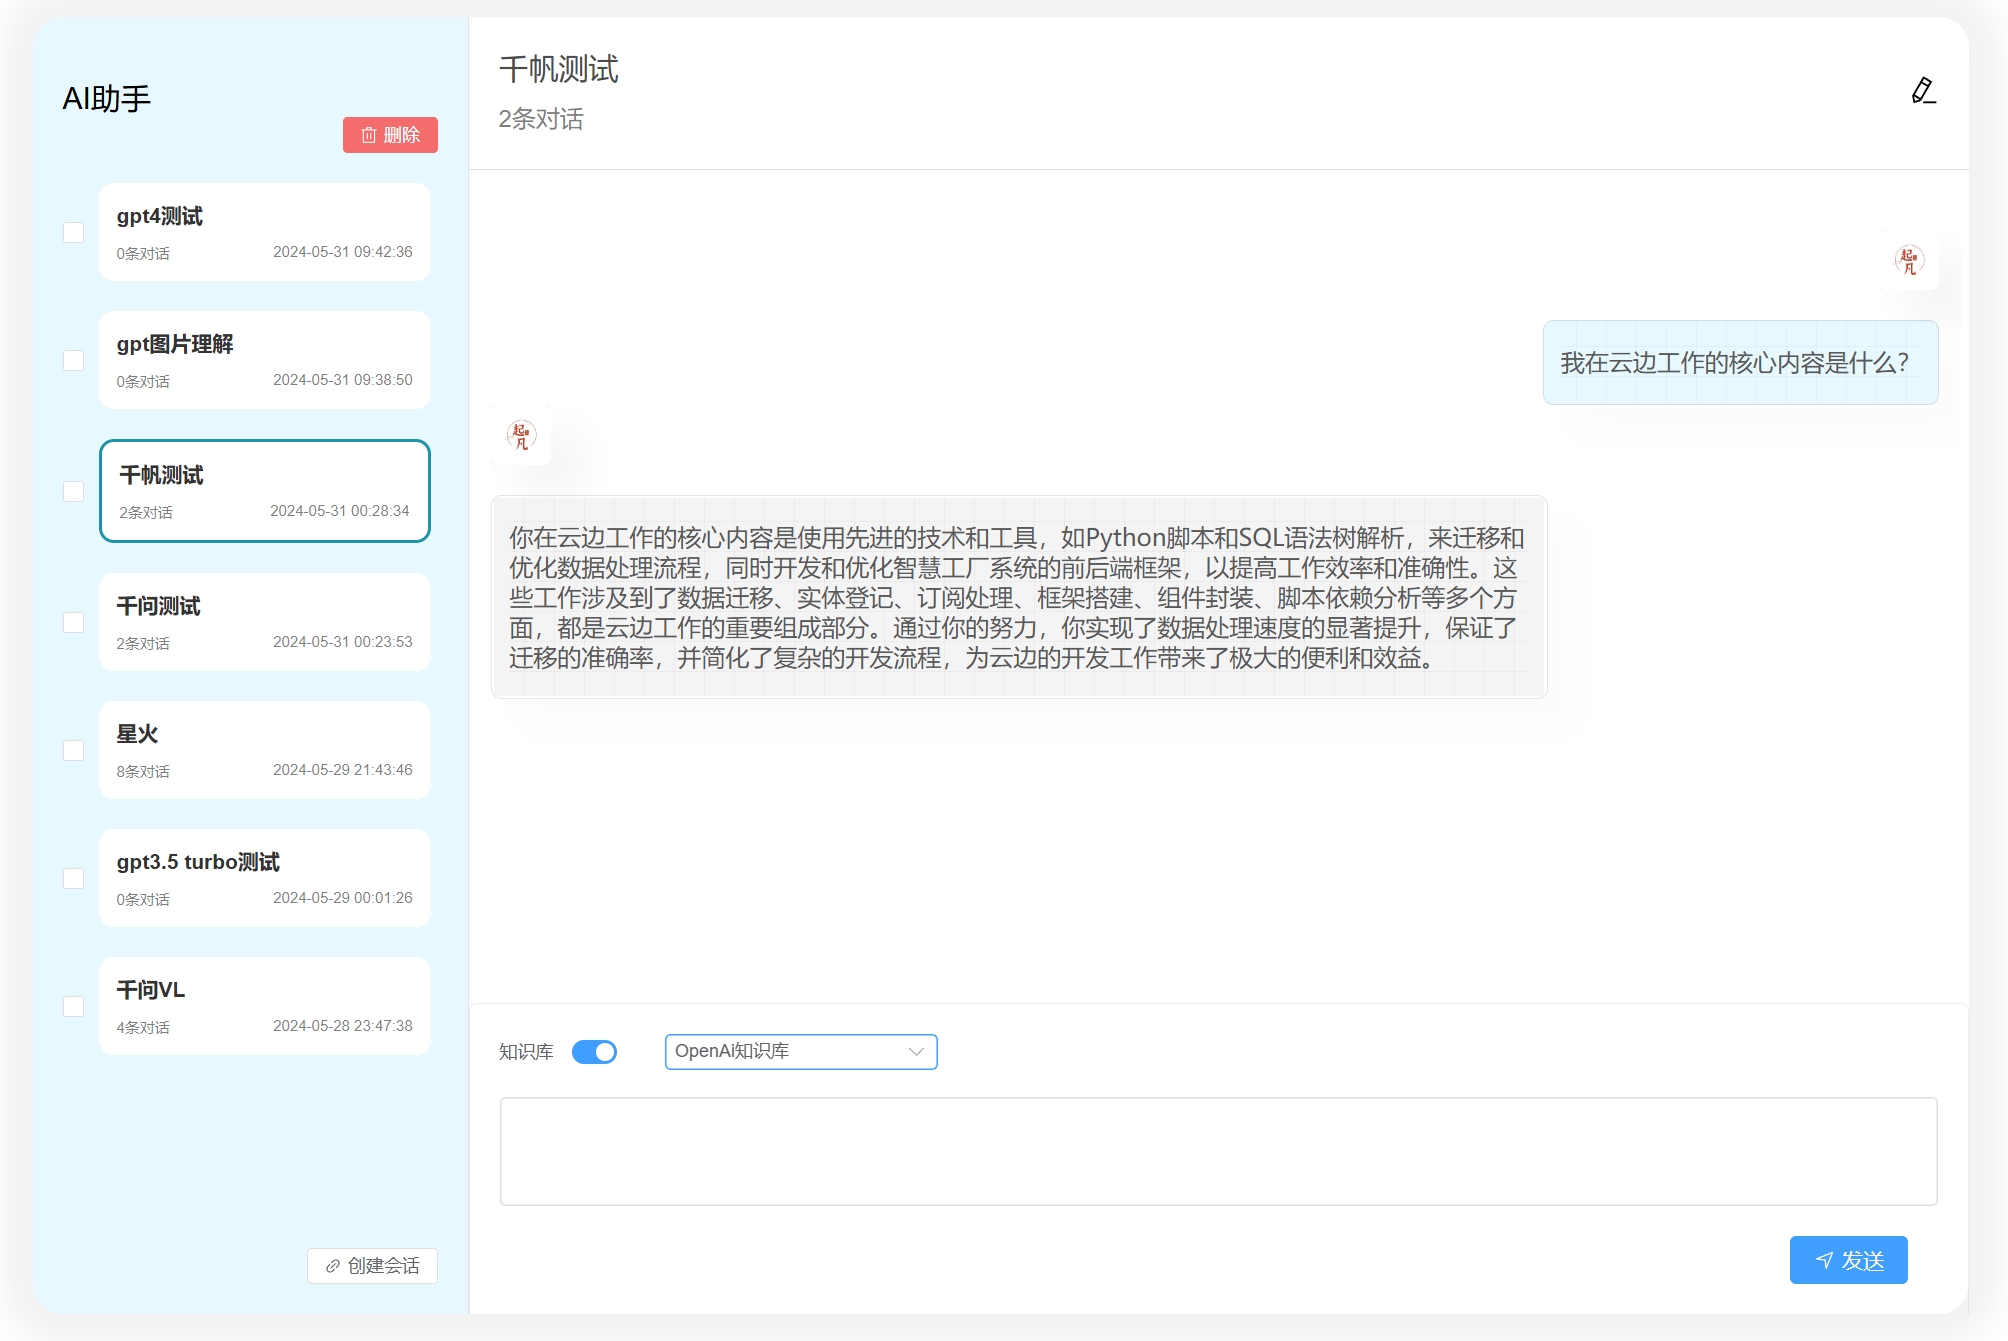 AI助手
删除
gpt4测试
0条对话
2024-05-31 09:42:36
gpt图片理解
0条对话
2024-05-31 09:38:50
千帆测试
2条对话
2024-05-31 00:28:34
千问测试
2条对话
2024-05-31 00:23:53
星火
8条对话
2024-05-29 21:43:46
gpt3.5 turbo测试
0条对话
2024-05-29 00:01:26
千问VL
4条对话
2024-05-28 23:47:38
创建会话
千帆测试
2条对话
起凡
我在云边工作的核心内容是什么？
起凡
你在云边工作的核心内容是使用先进的技术和工具，如Python脚本和SQL语法树解析，来迁移和
优化数据处理流程，同时开发和优化智慧工厂系统的前后端框架，以提高工作效率和准确性。这
些工作涉及到了数据迁移、实体登记、订阅处理、框架搭建、组件封装、脚本依赖分析等多个方
面，都是云边工作的重要组成部分。通过你的努力，你实现了数据处理速度的显著提升，保证了
迁移的准确率，并简化了复杂的开发流程，为云边的开发工作带来了极大的便利和效益。
知识库
OpenAi知识库
发送